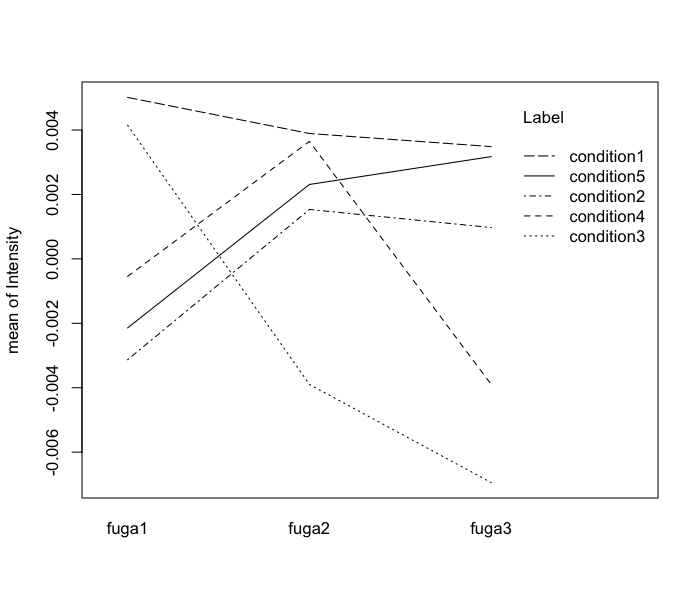 Label
condition1
condition5
condition2
condition4
condition3
mean of Intensity
0.004
0.002
0.000
-0.002
-0.004
-0.006
fuga1 fuga2 fuga3